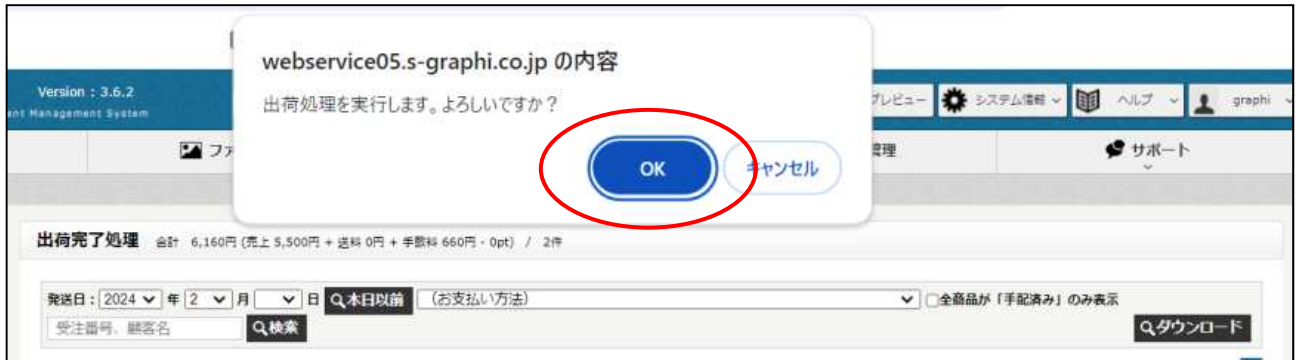 webservice05.s-graphi.co.jp の内容
出荷処理を実行します。よろしいですか？
OK キャンセル
Version : 3.6.2
ent Management System
プレビュー システム情報 ヘルプ graphi
ファ 管理 サポート
出荷完了処理 合計 6,160円 (売上 5,500円 + 送料 0円 + 手数料 660円 - 0pt) / 2件
発送日 : 2024 年 2 月 日 本日以前 (お支払い方法) 全商品が「手配済み」のみ表示
受注番号、顧客名 検索 ダウンロード